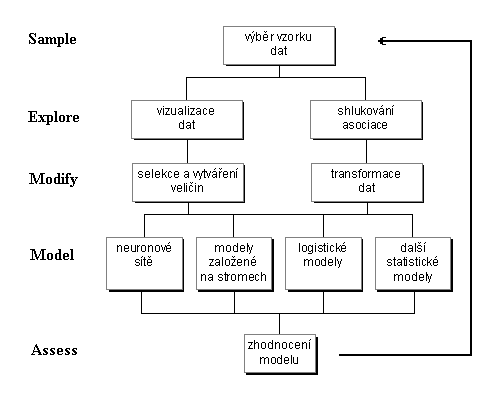 Sample
výběr vzorku
dat
Explore
vizualizace
dat
shlukování
asociace
Modify
selekce a vytváření
veličin
transformace
dat
Model
neuronové
sítě
modely
založené
na stromech
logistické
modely
další
statistické
modely
Assess
zhodnocení
modelu